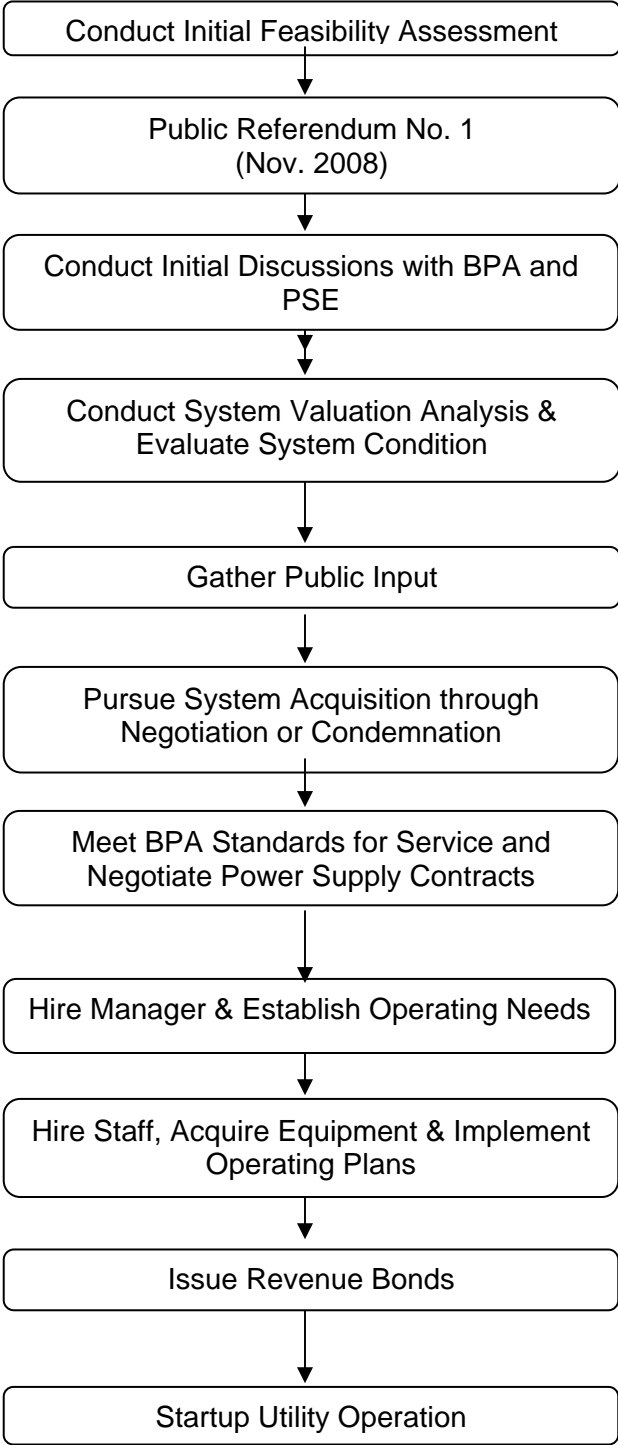 Conduct Initial Feasibility Assessment
Public Referendum No. 1
(Nov. 2008)
Conduct Initial Discussions with BPA and
PSE
Conduct System Valuation Analysis &
Evaluate System Condition
Gather Public Input
Pursue System Acquisition through
Negotiation or Condemnation
Meet BPA Standards for Service and
Negotiate Power Supply Contracts
Hire Manager & Establish Operating Needs
Hire Staff, Acquire Equipment & Implement
Operating Plans
Issue Revenue Bonds
Startup Utility Operation